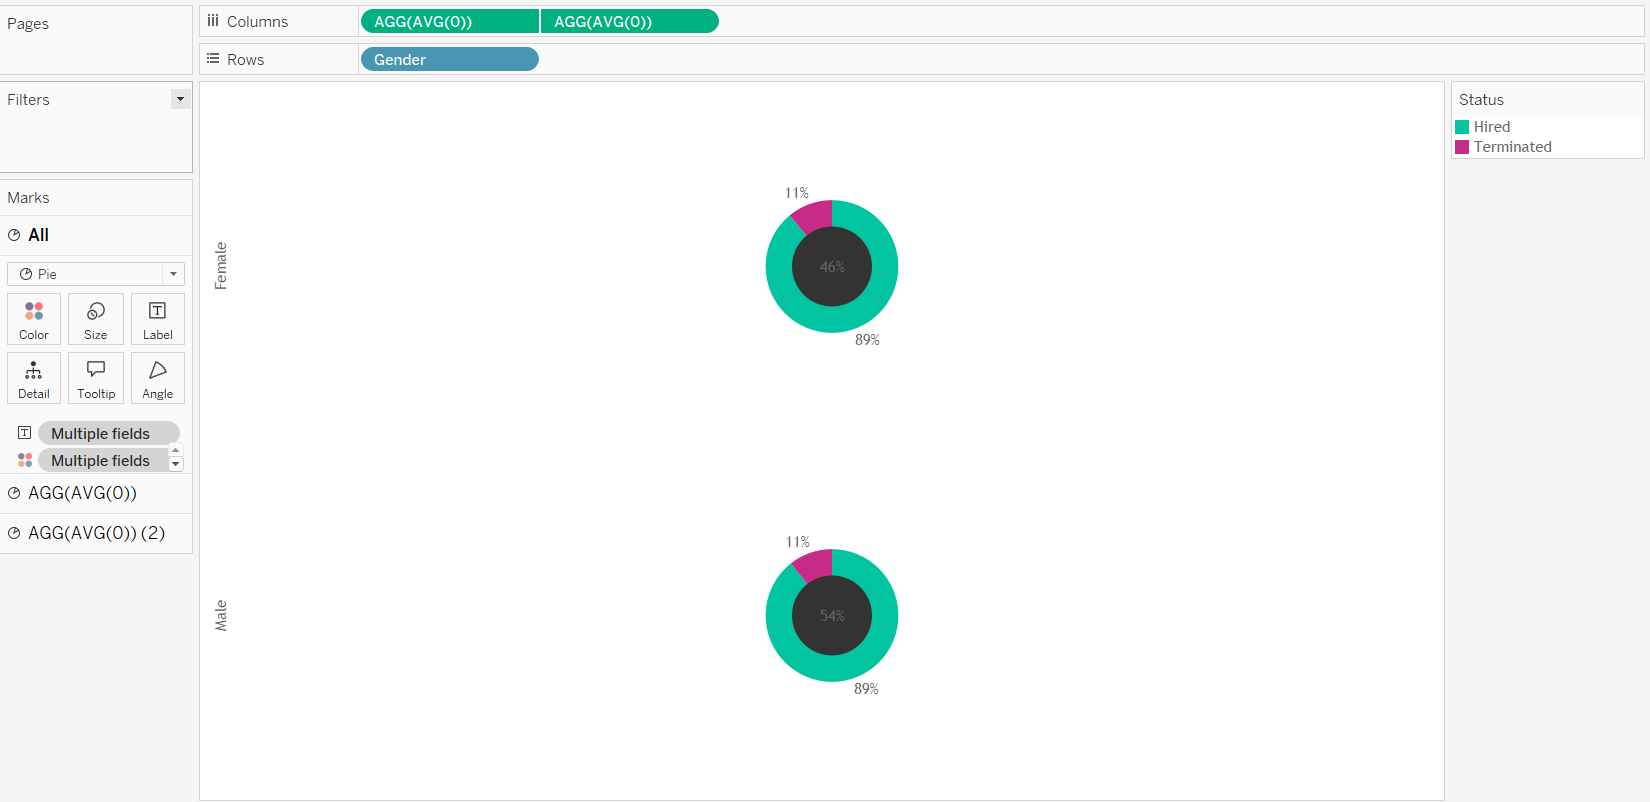 Pages
Columns
AGG(AVG(0))
AGG(AVG(0))
Rows
Gender
Filters
Marks
All
Pie
Color
Size
Label
Detail
Tooltip
Angle
Multiple fields
Multiple fields
AGG(AVG(0))
AGG(AVG(0)) (2)
Female
11%
46%
89%
Male
11%
54%
89%
Status
Hired
Terminated